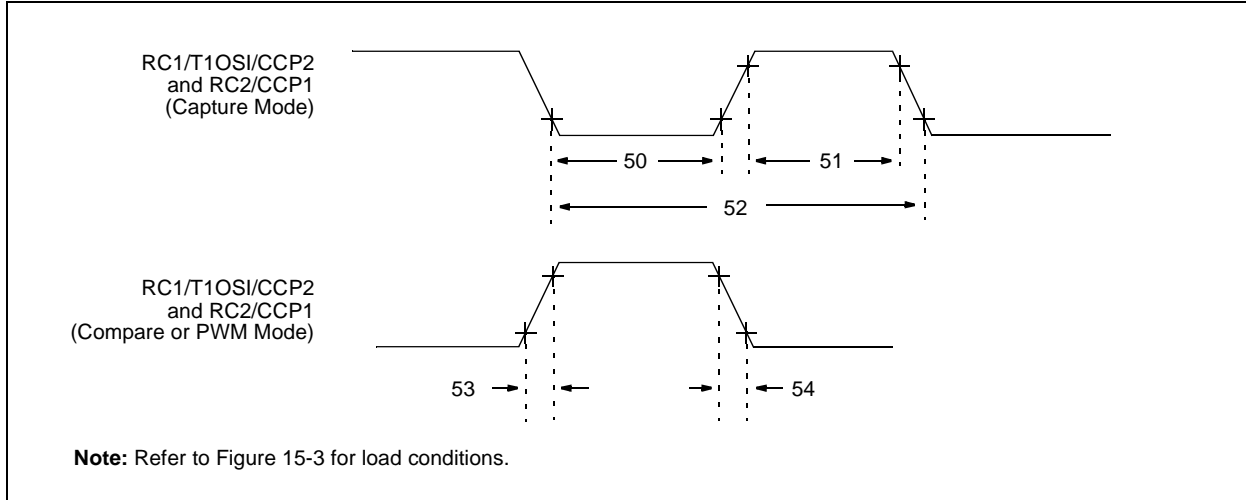 RC1/T1OSI/CCP2
and RC2/CCP1
(Capture Mode)
50
51
52
RC1/T1OSI/CCP2
and RC2/CCP1
(Compare or PWM Mode)
53
54
Note: Refer to Figure 15-3 for load conditions.